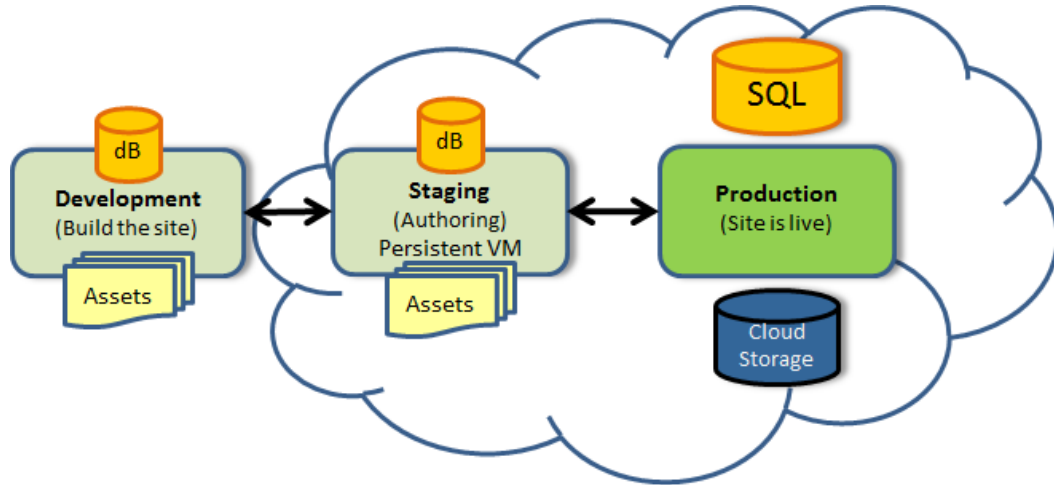 dB
Development
(Build the site)
Assets
dB
Staging
(Authoring)
Persistent VM
Assets
SQL
Production
(Site is live)
Cloud
Storage